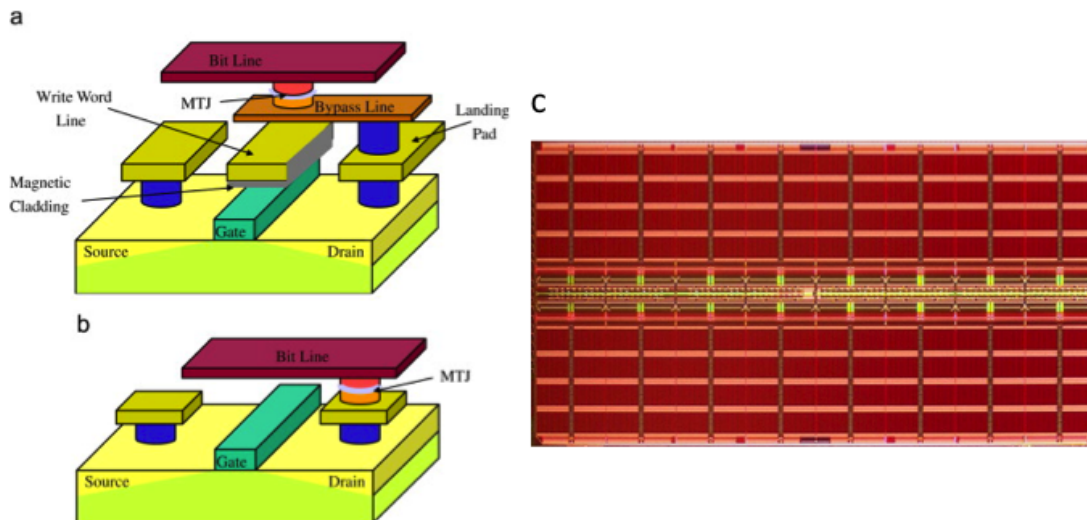 a
Bit Line
MTJ
Write Word
Line
Bypass Line
Landing
Pad
Magnetic
Cladding
Gate
Source
Drain
b
Bit Line
MTJ
Gate
Source
Drain
C